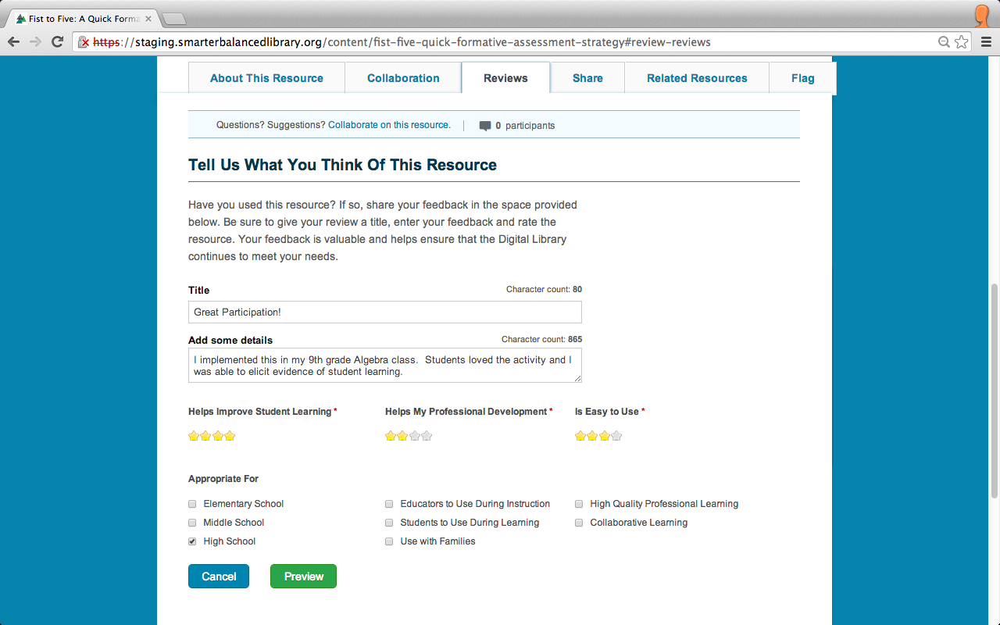 Fist to Five: A Quick Forma
https://staging.smarterbalancedlibrary.org/content/fist-five-quick-formative-assessment-strategy#review-reviews
About This Resource Collaboration Reviews Share Related Resources Flag
Questions? Suggestions? Collaborate on this resource. | 0 participants
Tell Us What You Think Of This Resource
Have you used this resource? If so, share your feedback in the space provided
below. Be sure to give your review a title, enter your feedback and rate the
resource. Your feedback is valuable and helps ensure that the Digital Library
continues to meet your needs.
Title Character count: 80
Great Participation!
Add some details Character count: 865
I implemented this in my 9th grade Algebra class.  Students loved the activity and I
was able to elicit evidence of student learning.
Helps Improve Student Learning * Helps My Professional Development * Is Easy to Use *
Appropriate For
Elementary School Educators to Use During Instruction High Quality Professional Learning
Middle School Students to Use During Learning Collaborative Learning
High School Use with Families
Cancel Preview